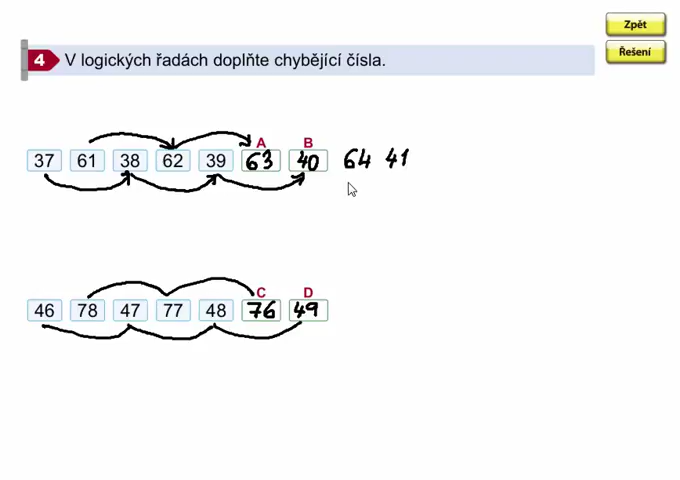 Zpět
4 V logických řadách doplňte chybějící čísla.
Řešení
A B
37 61 38 62 39 63 40 64 41
C D
46 78 47 77 48 76 49